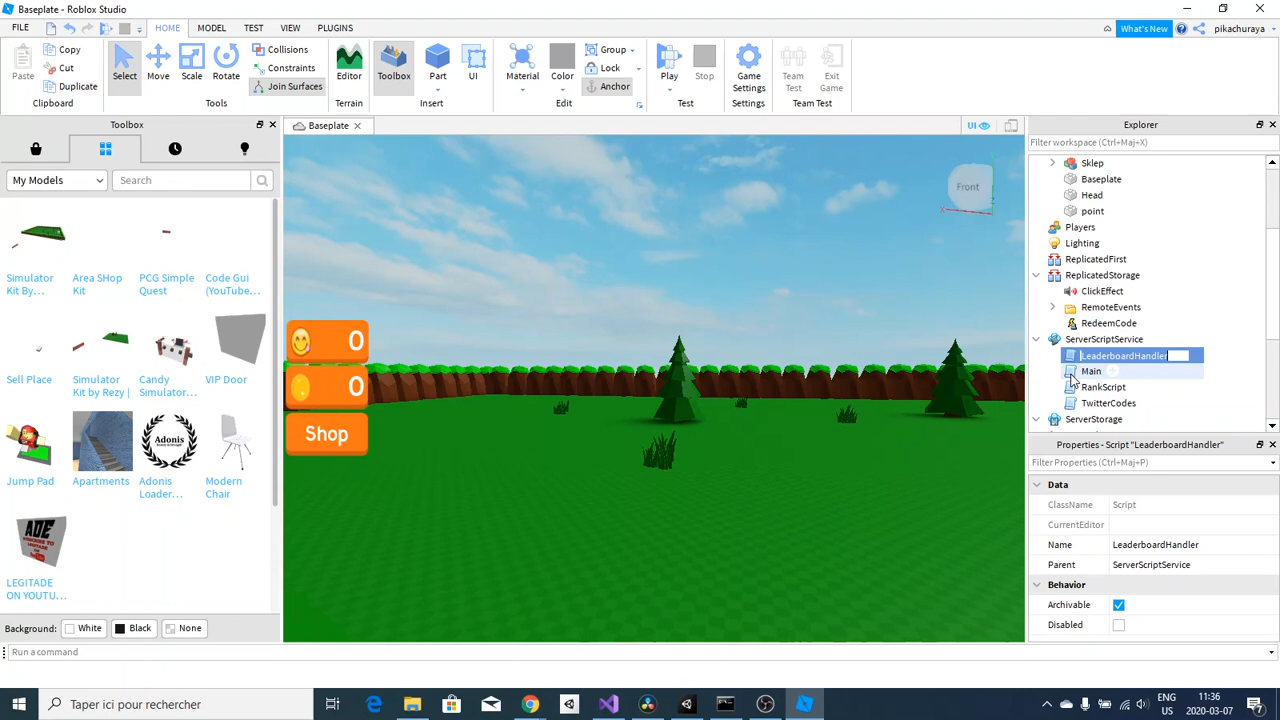 Baseplate - Roblox Studio
FILE HOME MODEL TEST VIEW PLUGINS What's New pikachuraya
Paste Copy Cut Duplicate Clipboard
Select Move Scale Rotate Collisions Constraints Join Surfaces Tools
Editor Terrain
Toolbox Part UI Insert
Material Color Group Lock Anchor Edit
Play Stop Test
Game Settings Settings
Team Test Exit Game Team Test
Toolbox
My Models Search
Simulator Kit By...
Area SHop Kit
PCG Simple Quest
Code Gui (YouTube...
Sell Place
Simulator Kit by Rezy |
Candy Simulator...
VIP Door
Jump Pad
Apartments
Adonis Loader...
Modern Chair
ADONIS
ADE
LEGITADE ON YOUTU...
Background: White Black None
Run a command
Baseplate
UI
Front
0
0
Shop
Explorer
Filter workspace (Ctrl+Maj+X)
Sklep
Baseplate
Head
point
Players
Lighting
ReplicatedFirst
ReplicatedStorage
ClickEffect
RemoteEvents
RedeemCode
ServerScriptService
LeaderboardHandler
Main
RankScript
TwitterCodes
ServerStorage
Properties - Script "LeaderboardHandler"
Filter Properties (Ctrl+Maj+P)
Data
ClassName Script
CurrentEditor
Name LeaderboardHandler
Parent ServerScriptService
Behavior
Archivable
Disabled
Taper ici pour rechercher
ENG US
11:36
2020-03-07